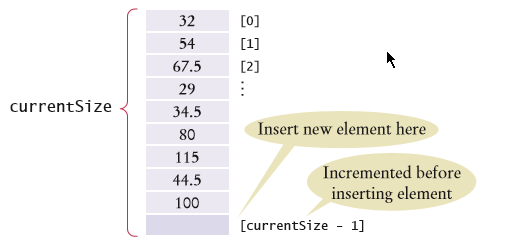 32 [0]
54 [1]
67.5 [2]
29
34.5
currentSize
80
Insert new element here
115
44.5
Incremented before
inserting element
100
[currentSize - 1]